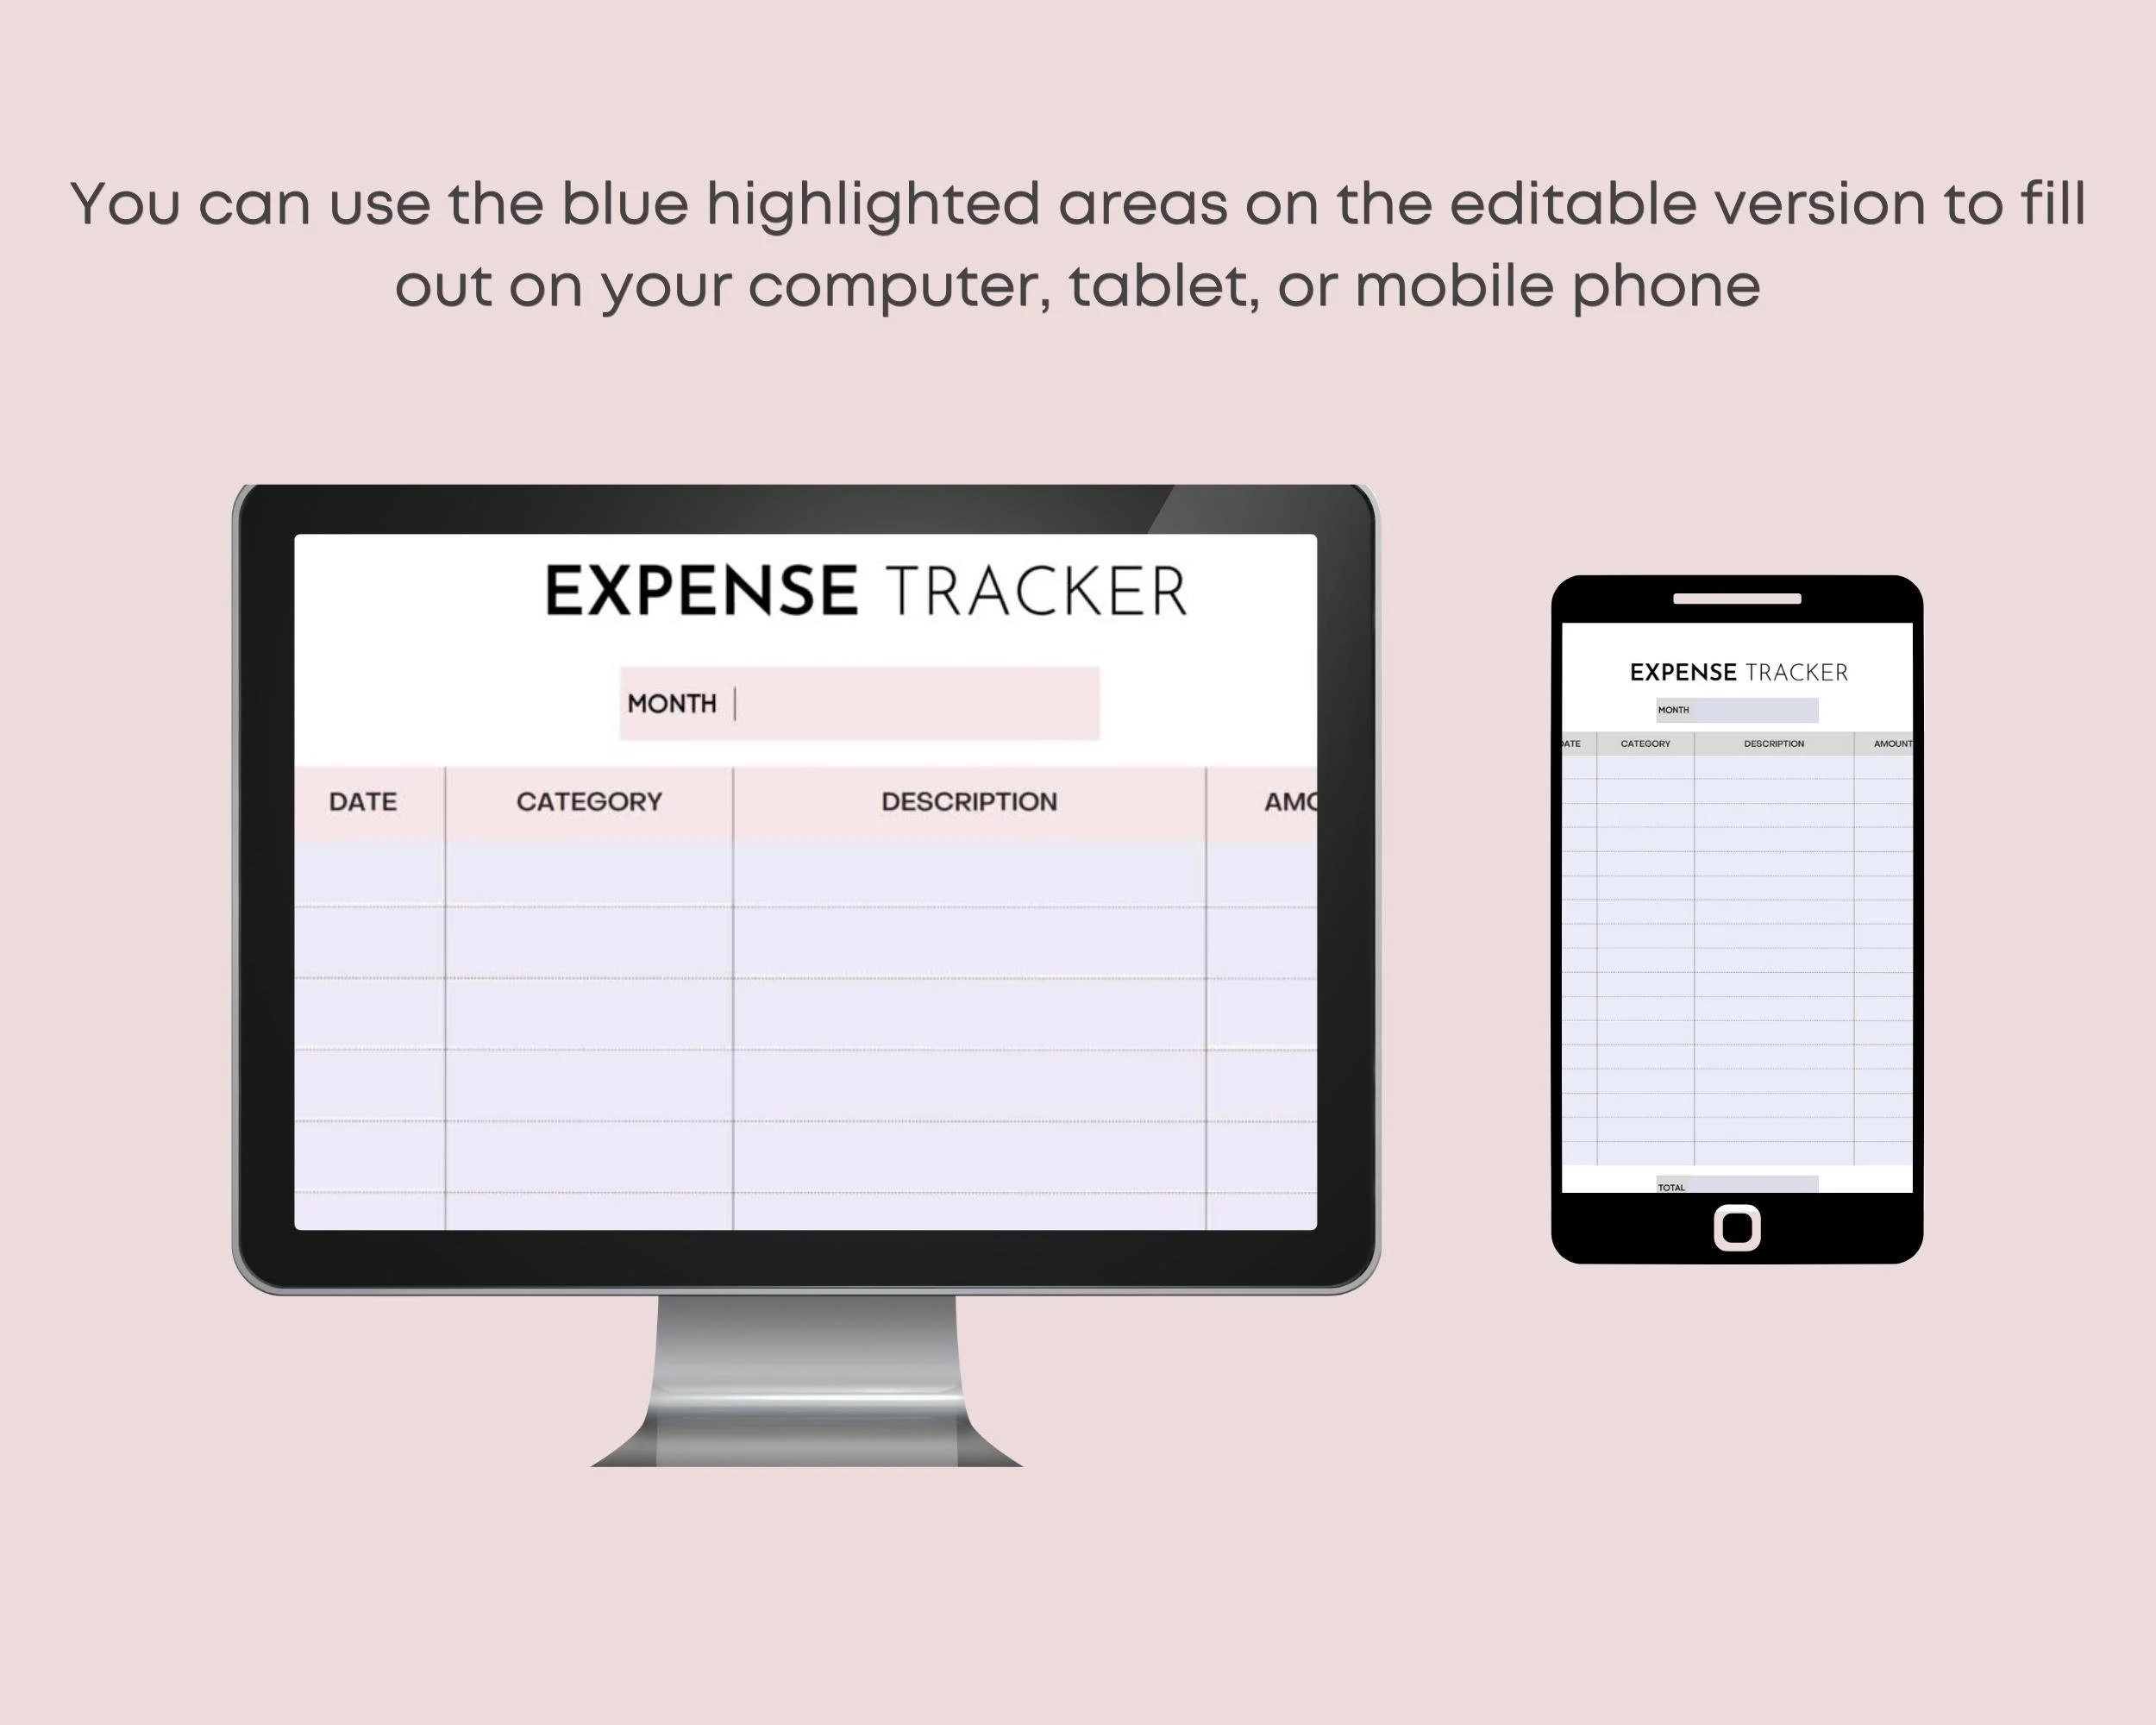 You can use the blue highlighted areas on the editable version to fill
out on your computer, tablet, or mobile phone
EXPENSE TRACKER
MONTH
DATE CATEGORY DESCRIPTION AMO
EXPENSE TRACKER
MONTH
DATE CATEGORY DESCRIPTION AMOUNT
TOTAL